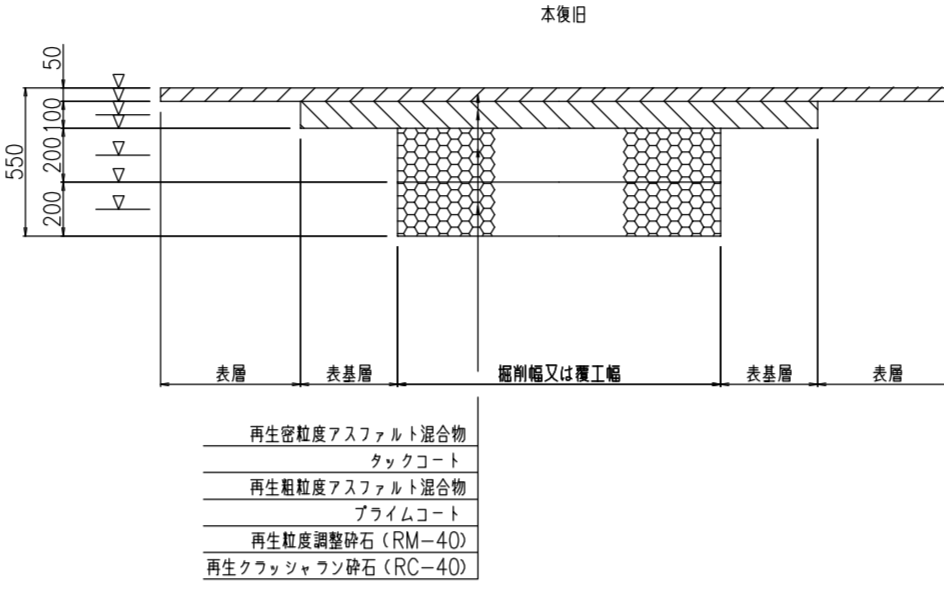 本復旧
50
100
200
200
550
表層
表基層
掘削幅又は覆工幅
表基層
表層
再生密粒度アスファルト混合物
タックコート
再生粗粒度アスファルト混合物
プライムコート
再生粒度調整砕石(RM-40)
再生クラッシャラン砕石(RC-40)